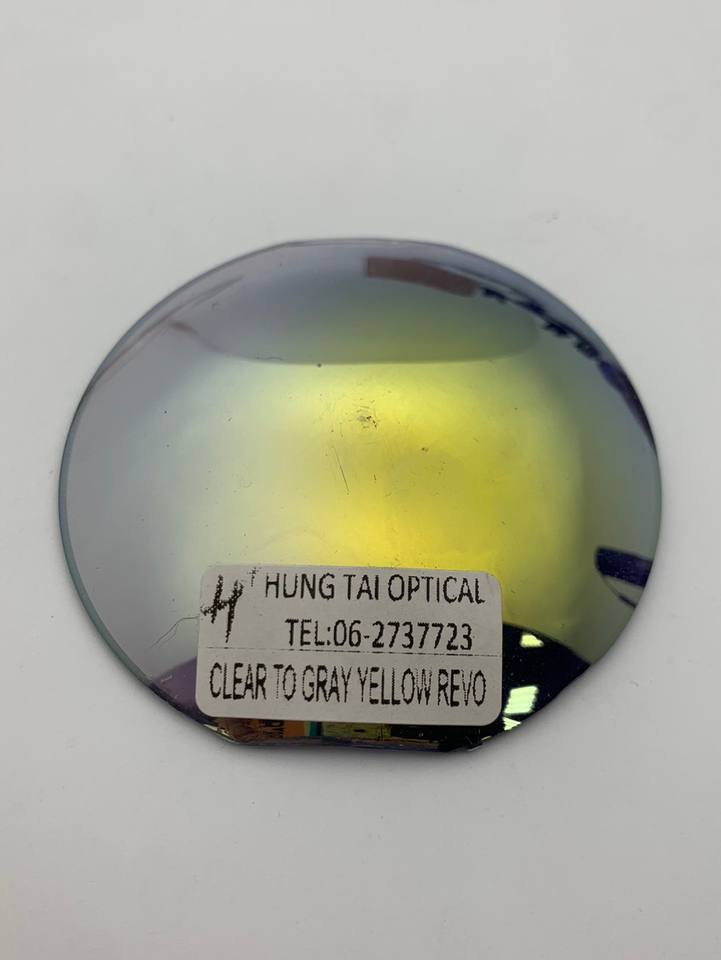 HUNG TAI OPTICAL
TEL:06-2737723
CLEAR TO GRAY YELLOW REVO